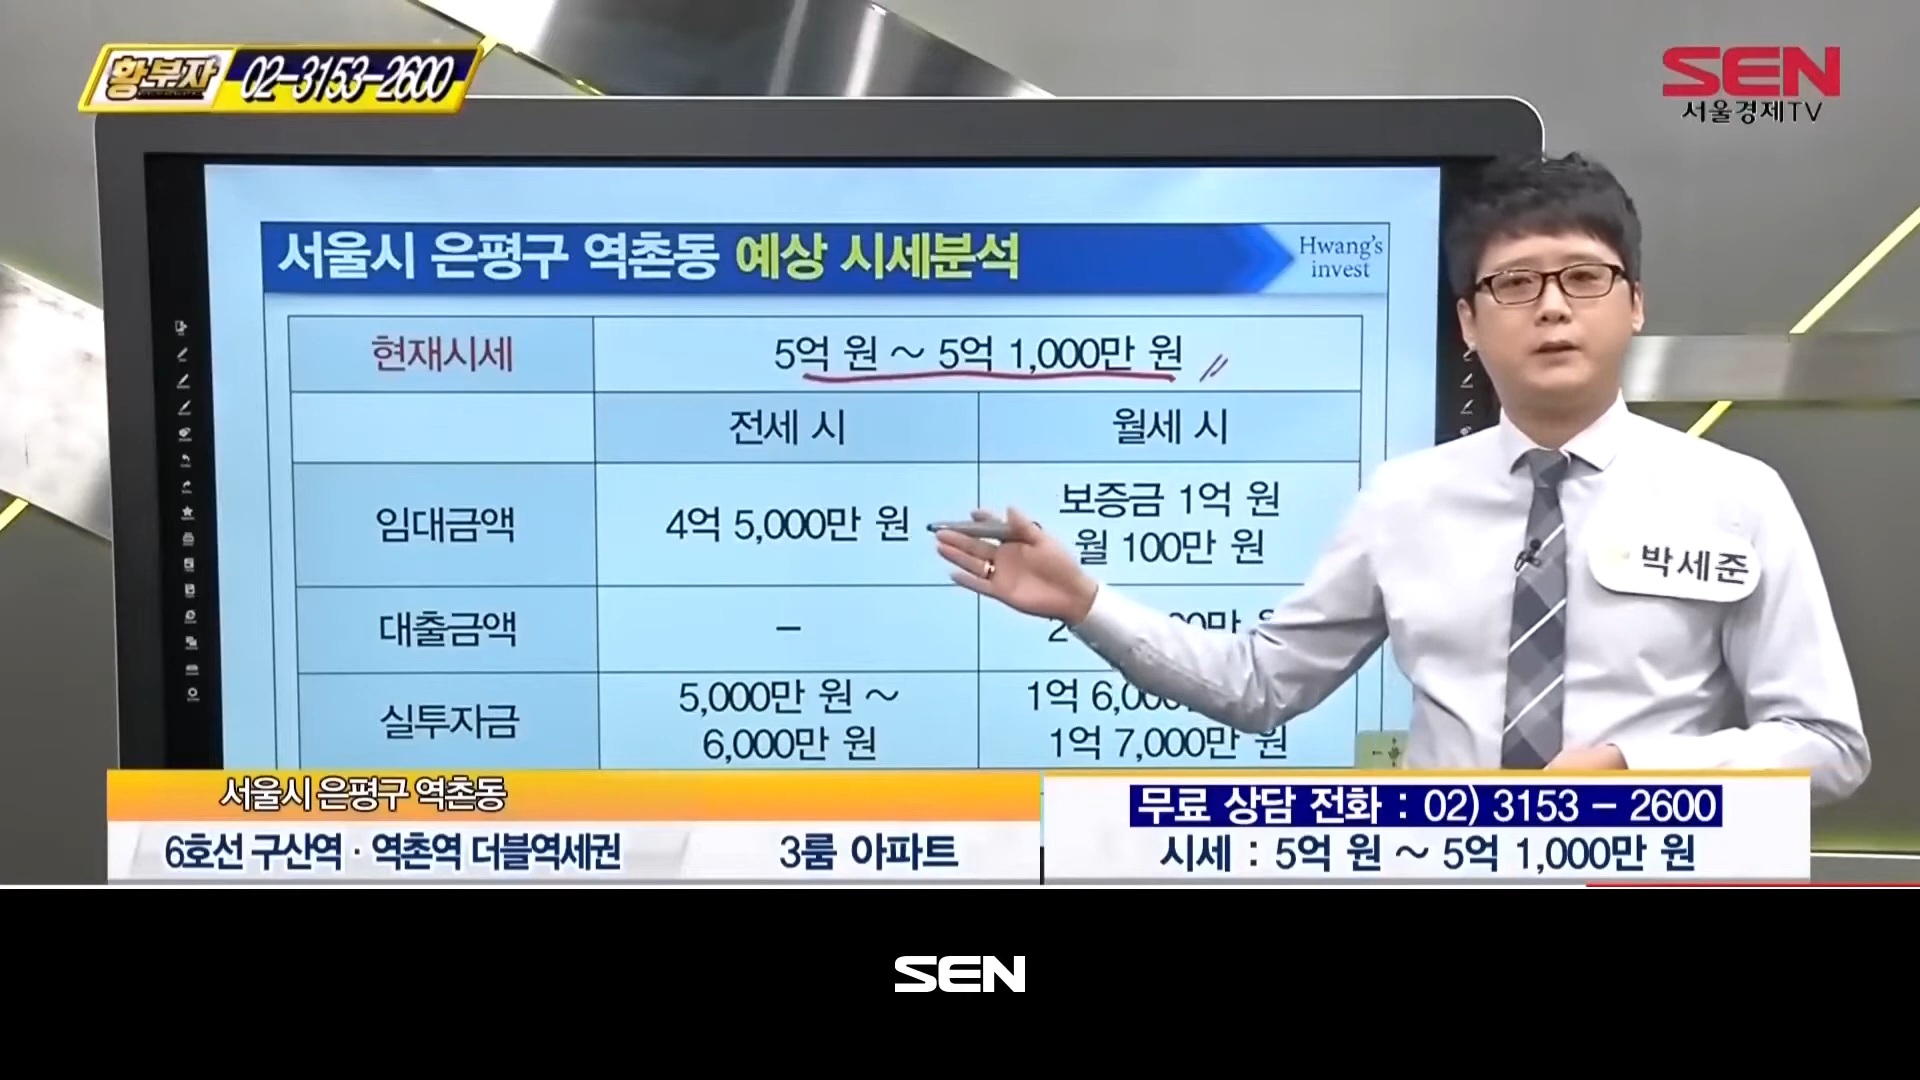 황부자 02-3153-2600
SEN
서울경제TV
서울시 은평구 역촌동 예상 시세분석
Hwang's
invest
현재시세 5억 원 ~ 5억 1,000만 원
전세 시 월세 시
임대금액 4억 5,000만 원 보증금 1억 원
월 100만 원
대출금액 –
실투자금 5,000만 원 ~
6,000만 원
1억
1억 7,000만 원
박세준
서울시 은평구 역촌동
6호선 구산역 · 역촌역 더블역세권 3룸 아파트
무료 상담 전화 : 02) 3153 – 2600
시세 : 5억 원 ~ 5억 1,000만 원
SEN